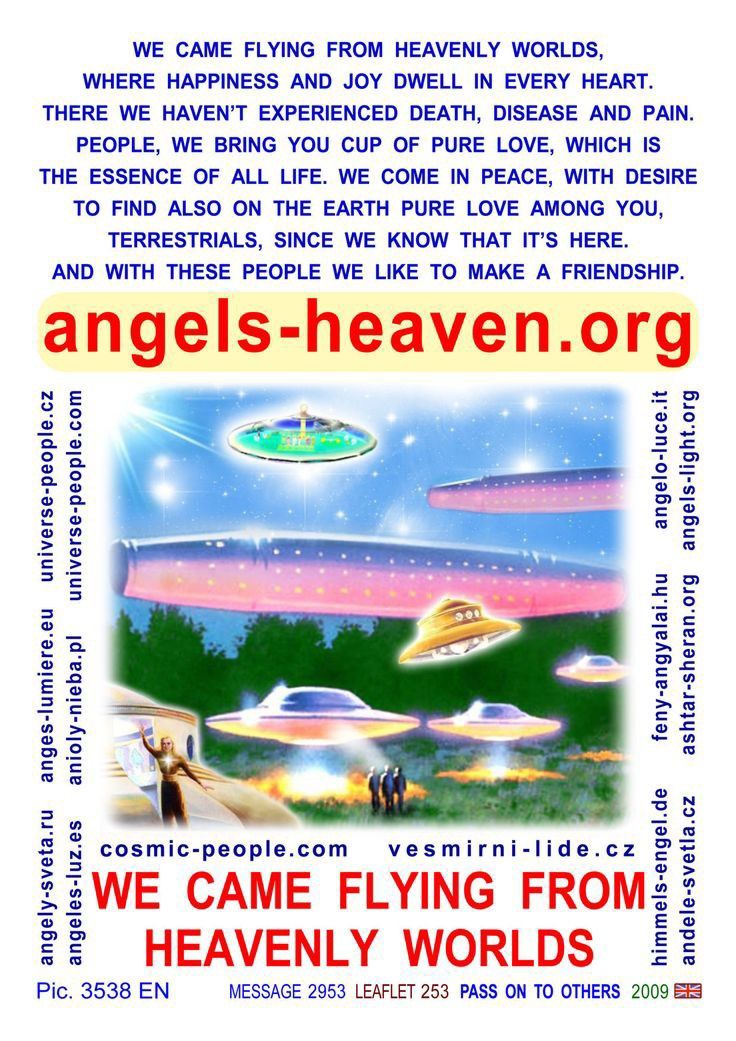 WE CAME FLYING FROM HEAVENLY WORLDS,
WHERE HAPPINESS AND JOY DWELL IN EVERY HEART.
THERE WE HAVEN'T EXPERIENCED DEATH, DISEASE AND PAIN.
PEOPLE, WE BRING YOU CUP OF PURE LOVE, WHICH IS
THE ESSENCE OF ALL LIFE. WE COME IN PEACE, WITH DESIRE
TO FIND ALSO ON THE EARTH PURE LOVE AMONG YOU,
TERRESTRIALS, SINCE WE KNOW THAT IT'S HERE.
AND WITH THESE PEOPLE WE LIKE TO MAKE A FRIENDSHIP.
angels-heaven.org
universe-people.cz
universe-people.com
anges-lumiere.eu
anioly-nieba.pl
angely-sveta.ru
angeles-luz.es
angelo-luce.it
angels-light.org
feny-angyalai.hu
ashtar-sheran.org
himmels-engel.de
andele-svetla.cz
cosmic-people.com vesmirni-lide.cz
WE CAME FLYING FROM
HEAVENLY WORLDS
Pic. 3538 EN MESSAGE 2953 LEAFLET 253 PASS ON TO OTHERS 2009